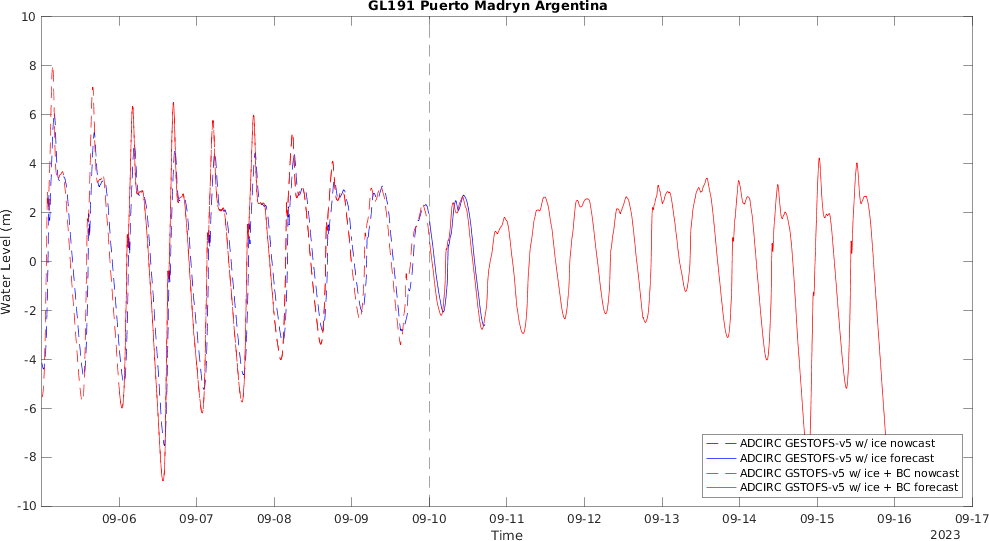 GL191 Puerto Madryn Argentina
10
8
6
4
2
0
-2
-4
-6
-8
-10
Water Level (m)
ADCIRC GESTOFS-v5 w/ ice nowcast
ADCIRC GESTOFS-v5 w/ ice forecast
ADCIRC GSTOFS-v5 w/ ice + BC nowcast
ADCIRC GSTOFS-v5 w/ ice + BC forecast
09-06 09-07 09-08 09-09 09-10 09-11 09-12 09-13 09-14 09-15 09-16 09-17
Time
2023